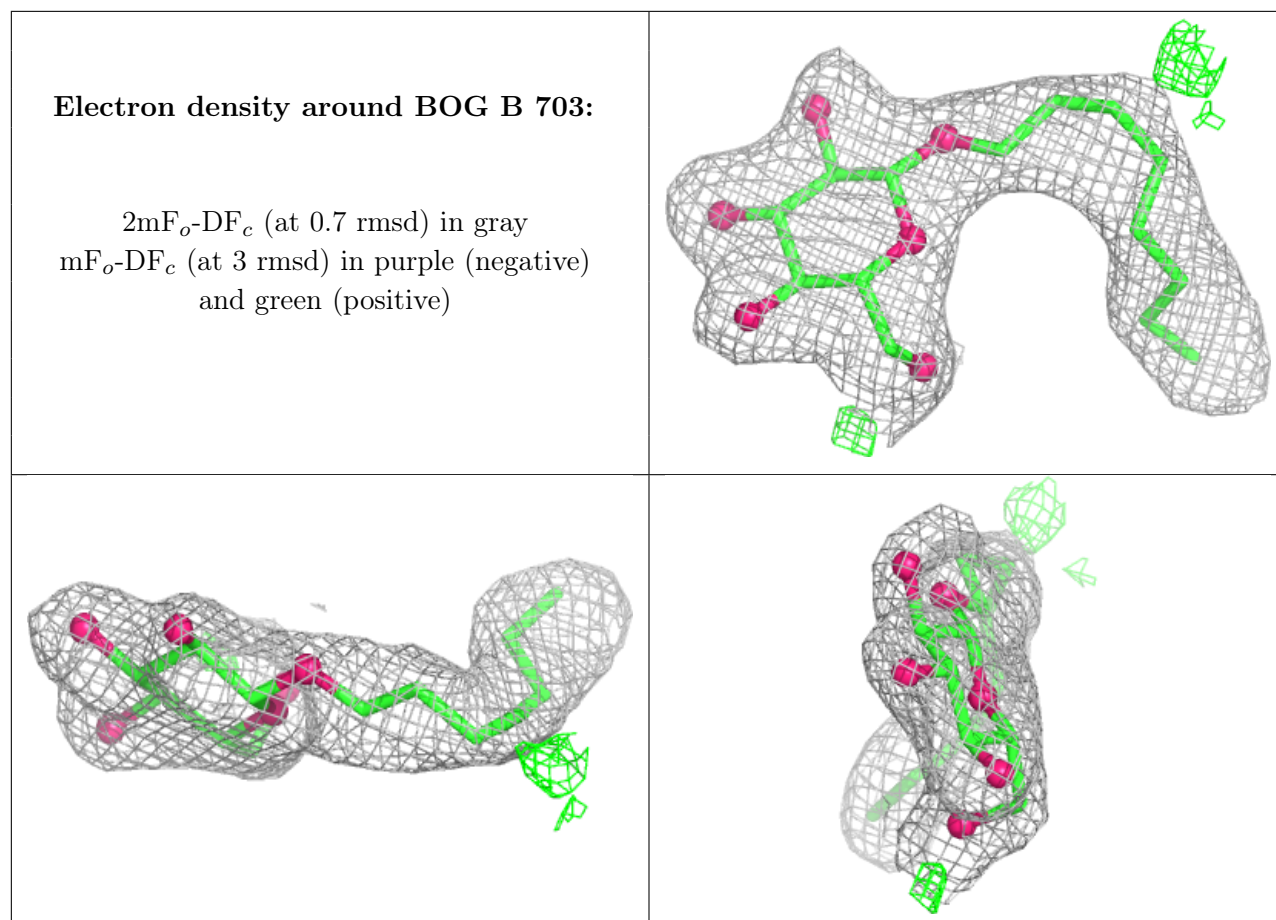 Electron density around BOG B 703:
2mFo-DFc (at 0.7 rmsd) in gray
mFo-DFc (at 3 rmsd) in purple (negative)
and green (positive)